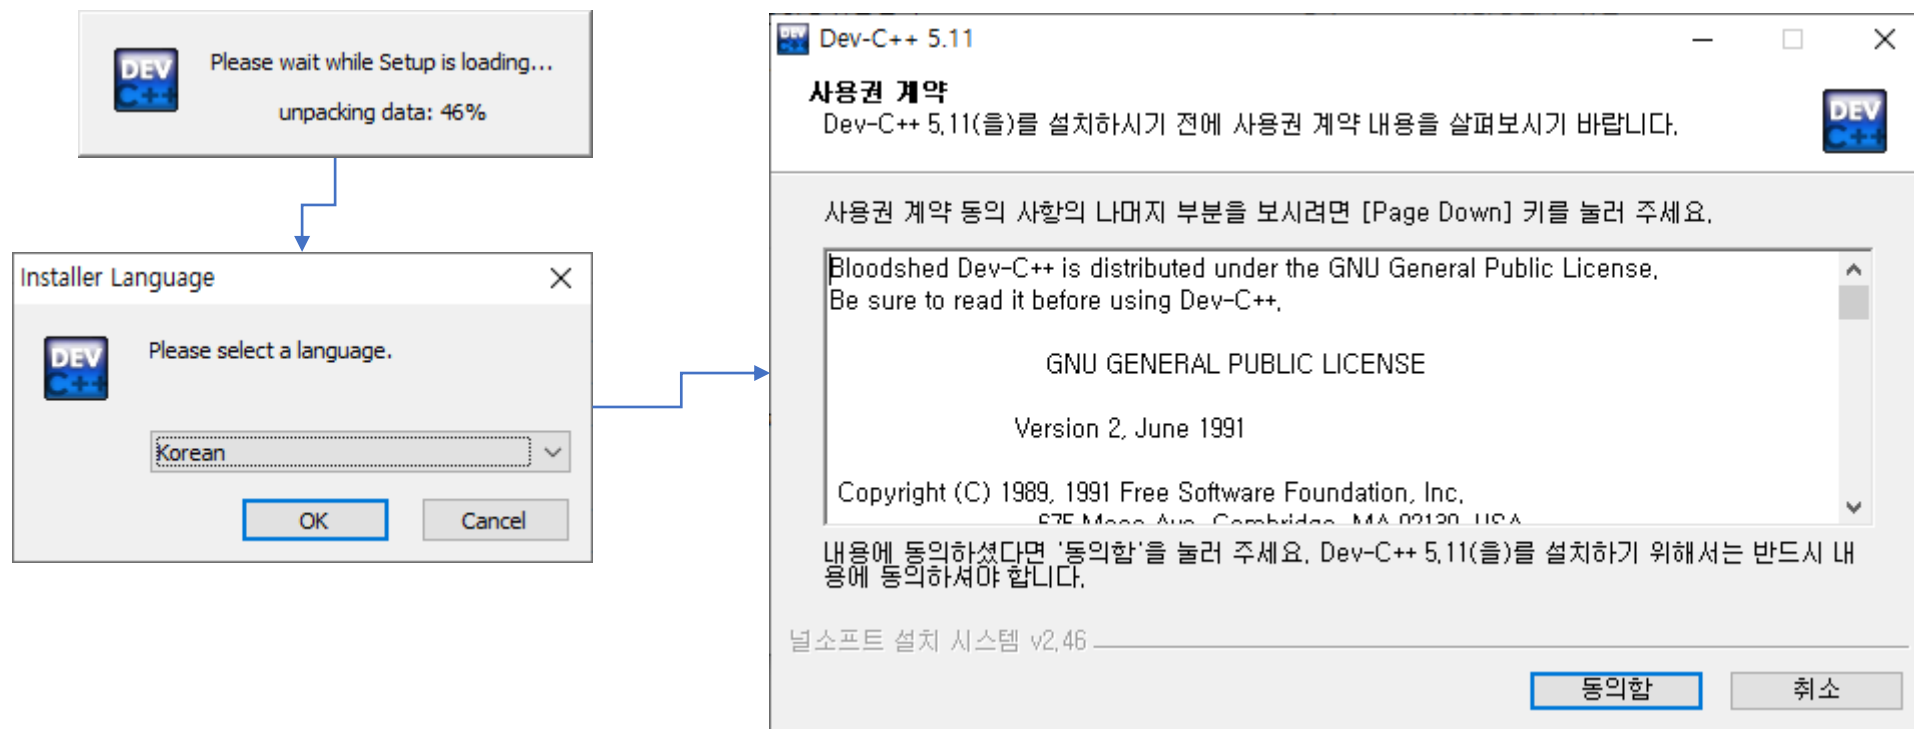 DEV
C++
Please wait while Setup is loading...
unpacking data: 46%
Installer Language
DEV
C++
Please select a language.
Korean
OK
Cancel
DEV
C++
Dev-C++ 5.11
사용권 계약
Dev-C++ 5.11(을)를 설치하시기 전에 사용권 계약 내용을 살펴보시기 바랍니다.
DEV
C++
사용권 계약 동의 사항의 나머지 부분을 보시려면 [Page Down] 키를 눌러 주세요.
Bloodshed Dev-C++ is distributed under the GNU General Public License.
Be sure to read it before using Dev-C++.
GNU GENERAL PUBLIC LICENSE
Version 2, June 1991
Copyright (C) 1989, 1991 Free Software Foundation, Inc.
675 Mass Ave, Cambridge, MA 02139, USA
내용에 동의하셨다면 '동의함'을 눌러 주세요. Dev-C++ 5.11(을)를 설치하기 위해서는 반드시 내
용에 동의하셔야 합니다.
널소프트 설치 시스템 v2.46
동의함
취소